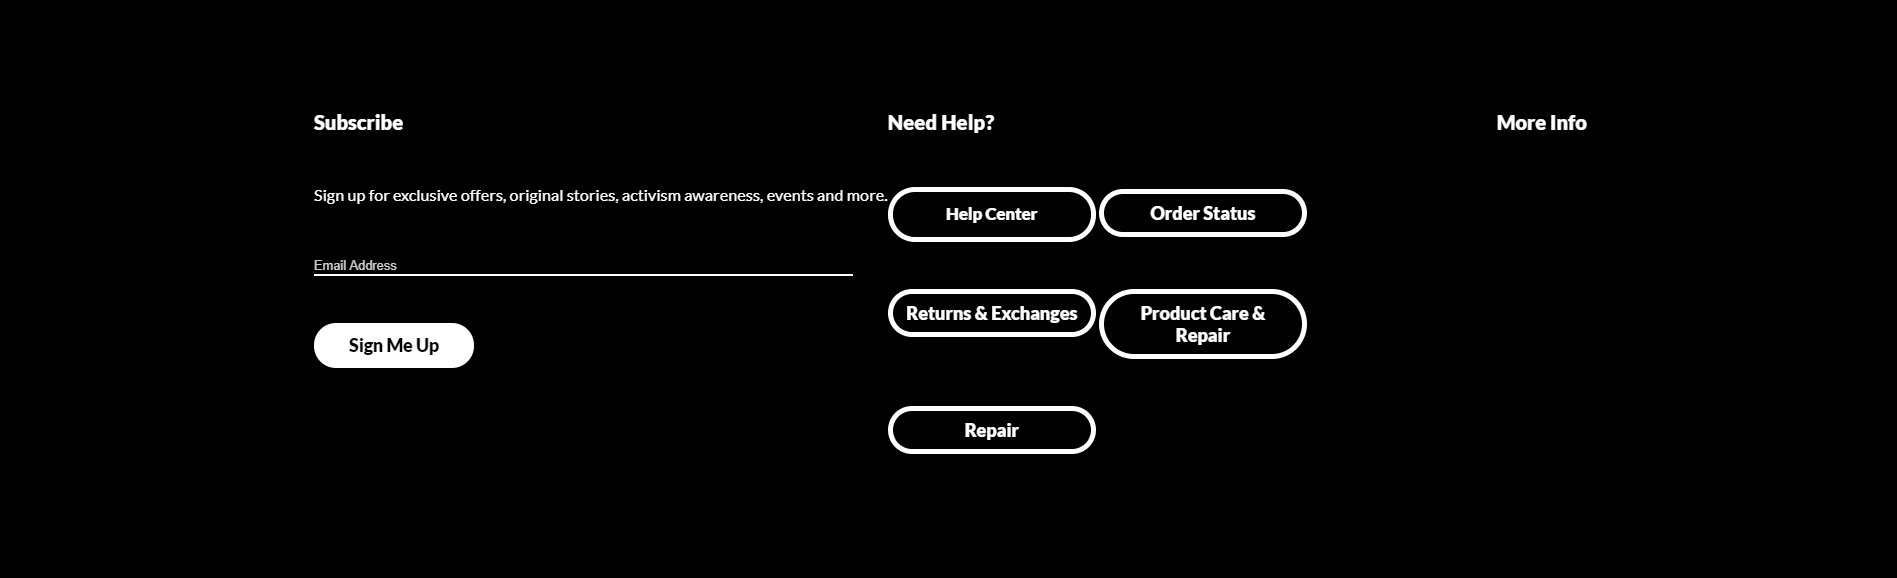 Subscribe
Sign up for exclusive offers, original stories, activism awareness, events and more.
Email Address
Sign Me Up
Need Help?
Help Center
Order Status
Returns & Exchanges
Product Care &
Repair
Repair
More Info